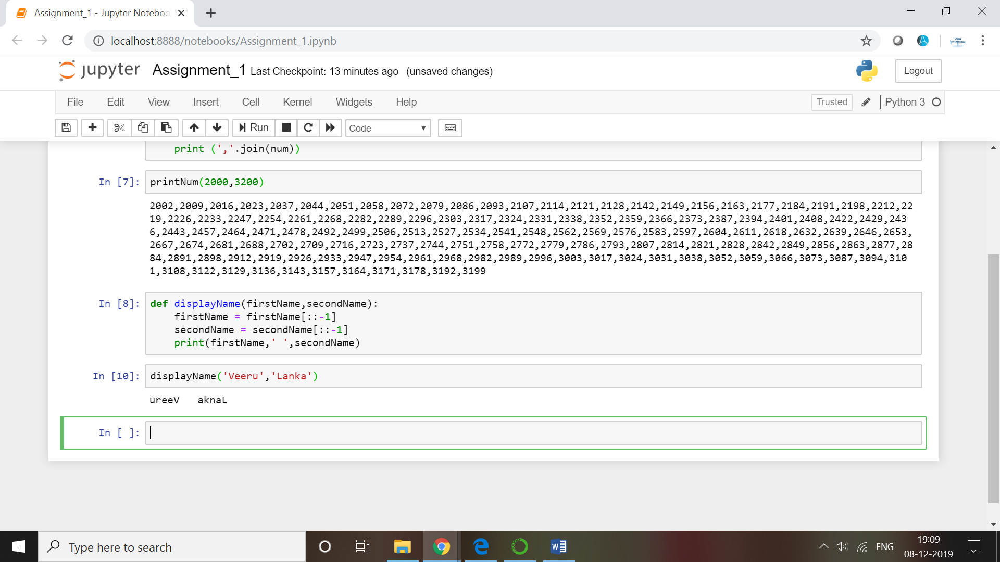 Assignment_1 - Jupyter Noteboo
localhost:8888/notebooks/Assignment_1.ipynb
jupyter Assignment_1 Last Checkpoint: 13 minutes ago (unsaved changes) Logout
File Edit View Insert Cell Kernel Widgets Help Trusted Python 3
Run Code
print (','.join(num))
In [7]: printNum(2000,3200)
2002,2009,2016,2023,2037,2044,2051,2058,2072,2079,2086,2093,2107,2114,2121,2128,2142,2149,2156,2163,2177,2184,2191,2198,2212,22
19,2226,2233,2247,2254,2261,2268,2282,2289,2296,2303,2317,2324,2331,2338,2352,2359,2366,2373,2387,2394,2401,2408,2422,2429,243
6,2443,2457,2464,2471,2478,2492,2499,2506,2513,2527,2534,2541,2548,2562,2569,2576,2583,2597,2604,2611,2618,2632,2639,2646,2653,
2667,2674,2681,2688,2702,2709,2716,2723,2737,2744,2751,2758,2772,2779,2786,2793,2807,2814,2821,2828,2842,2849,2856,2863,2877,28
84,2891,2898,2912,2919,2926,2933,2947,2954,2961,2968,2982,2989,2996,3003,3017,3024,3031,3038,3052,3059,3066,3073,3087,3094,310
1,3108,3122,3129,3136,3143,3157,3164,3171,3178,3192,3199
In [8]: def displayName(firstName,secondName):
firstName = firstName[::-1]
secondName = secondName[::-1]
print(firstName,' ',secondName)
In [10]: displayName('Veeru','Lanka')
ureeV   aknaL
In [ ]:
Type here to search
ENG
19:09
08-12-2019